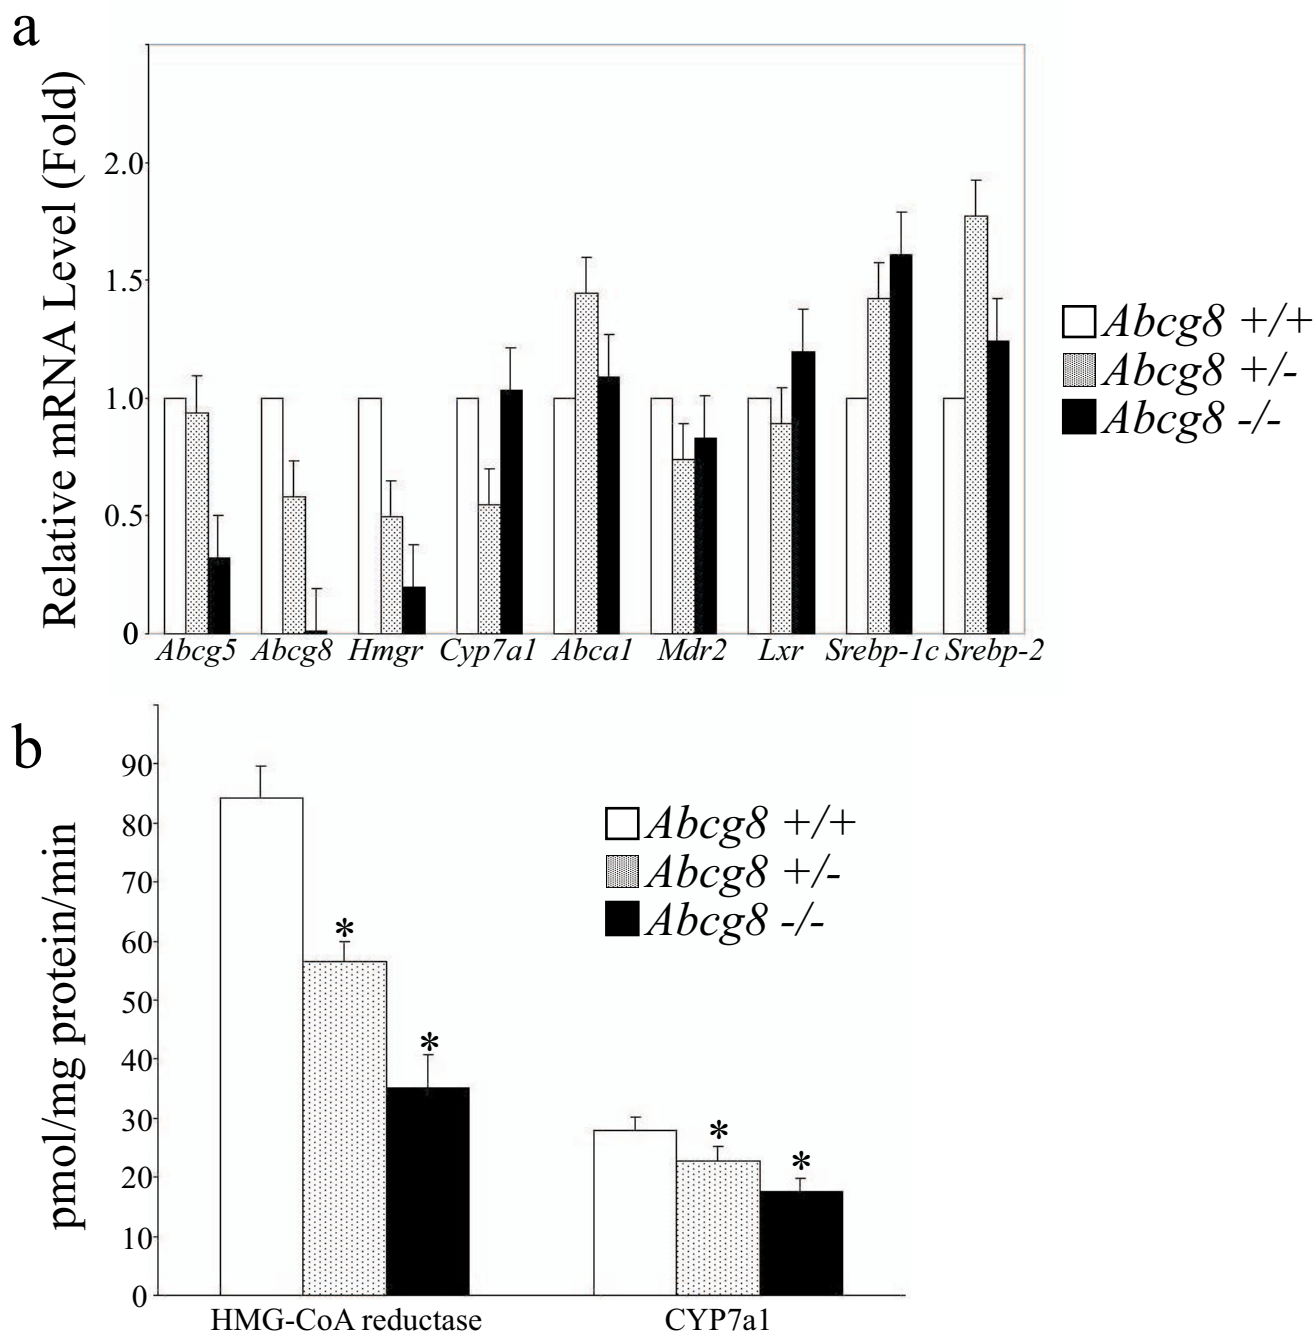 a
Relative mRNA Level (Fold)
2.0
1.5
1.0
0.5
0
Abcg5 Abcg8 Hmgr Cyp7a1 Abca1 Mdr2 Lxr Srebp-1c Srebp-2
Abcg8 +/+
Abcg8 +/-
Abcg8 -/-
b
pmol/mg protein/min
90
80
70
60
50
40
30
20
10
0
*
*
*
*
HMG-CoA reductase CYP7a1
Abcg8 +/+
Abcg8 +/-
Abcg8 -/-